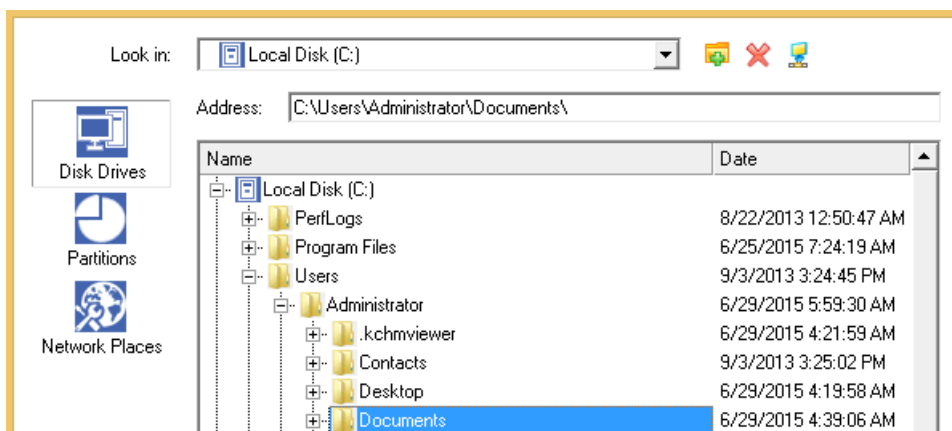 Look in: Local Disk (C:)
Address: C:\Users\Administrator\Documents\
Disk Drives
Partitions
Network Places
Name Date
Local Disk (C:)
PerfLogs 8/22/2013 12:50:47 AM
Program Files 6/25/2015 7:24:19 AM
Users 9/3/2013 3:24:45 PM
Administrator 6/29/2015 5:59:30 AM
.kchmviewer 6/29/2015 4:21:59 AM
Contacts 9/3/2013 3:25:02 PM
Desktop 6/29/2015 4:19:58 AM
Documents 6/29/2015 4:39:06 AM